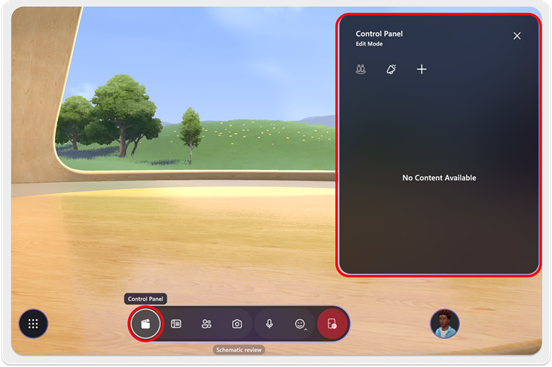 Control Panel
Edit Mode
No Content Available
Control Panel
Schematic review